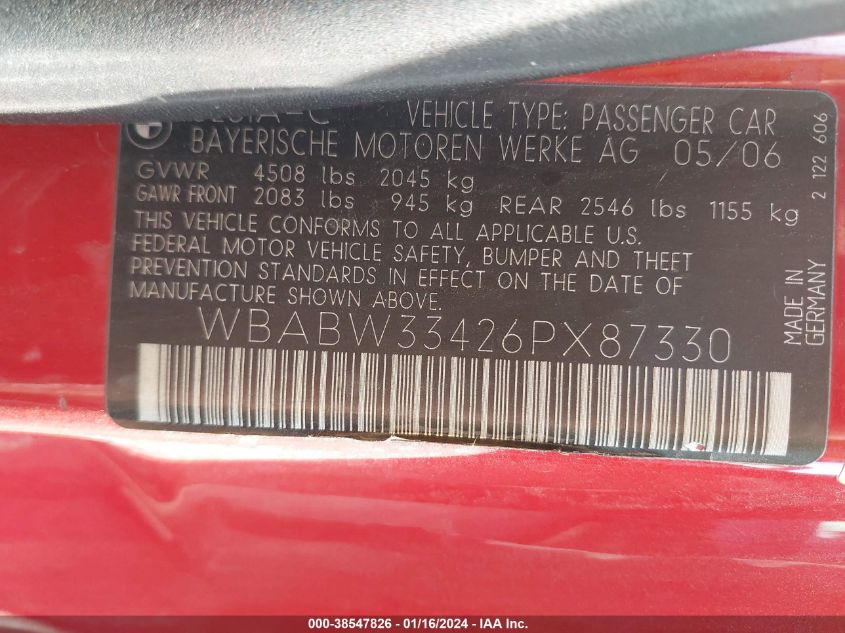 VEHICLE TYPE: PASSENGER CAR
BAYERISCHE MOTOREN WERKE AG 05/06
GVWR 4508 lbs 2045 kg
GAWR FRONT 2083 lbs 945 kg REAR 2546 lbs 1155 kg
THIS VEHICLE CONFORMS TO ALL APPLICABLE U.S.
FEDERAL MOTOR VEHICLE SAFETY, BUMPER AND THEFT
PREVENTION STANDARDS IN EFFECT ON THE DATE OF
MANUFACTURE SHOWN ABOVE.
WBABW33426PX87330
2 122 606
MADE IN
GERMANY
000-38547826 - 01/16/2024 - IAA Inc.